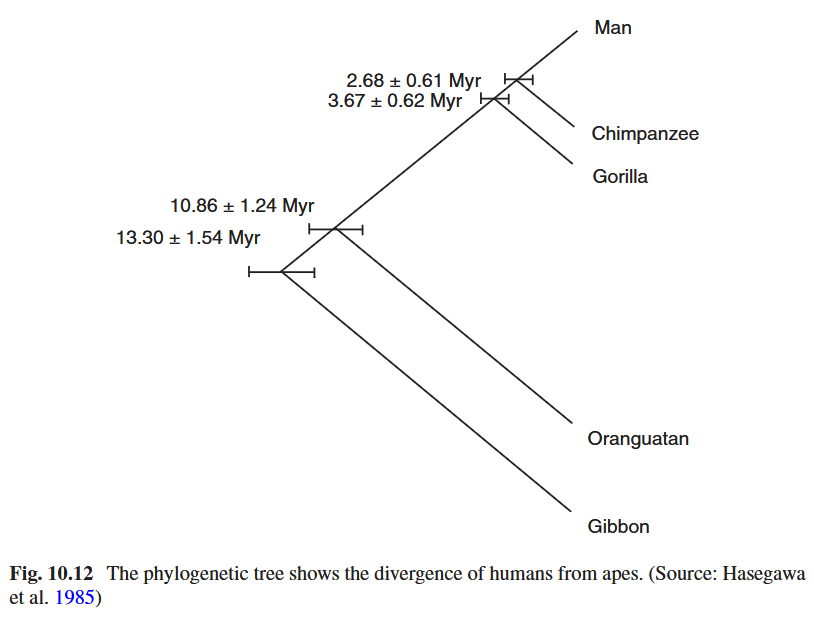 Man
2.68 ± 0.61 Myr
3.67 ± 0.62 Myr
Chimpanzee
Gorilla
10.86 ± 1.24 Myr
13.30 ± 1.54 Myr
Oranguatan
Gibbon
Fig. 10.12 The phylogenetic tree shows the divergence of humans from apes. (Source: Hasegawa
et al. 1985)